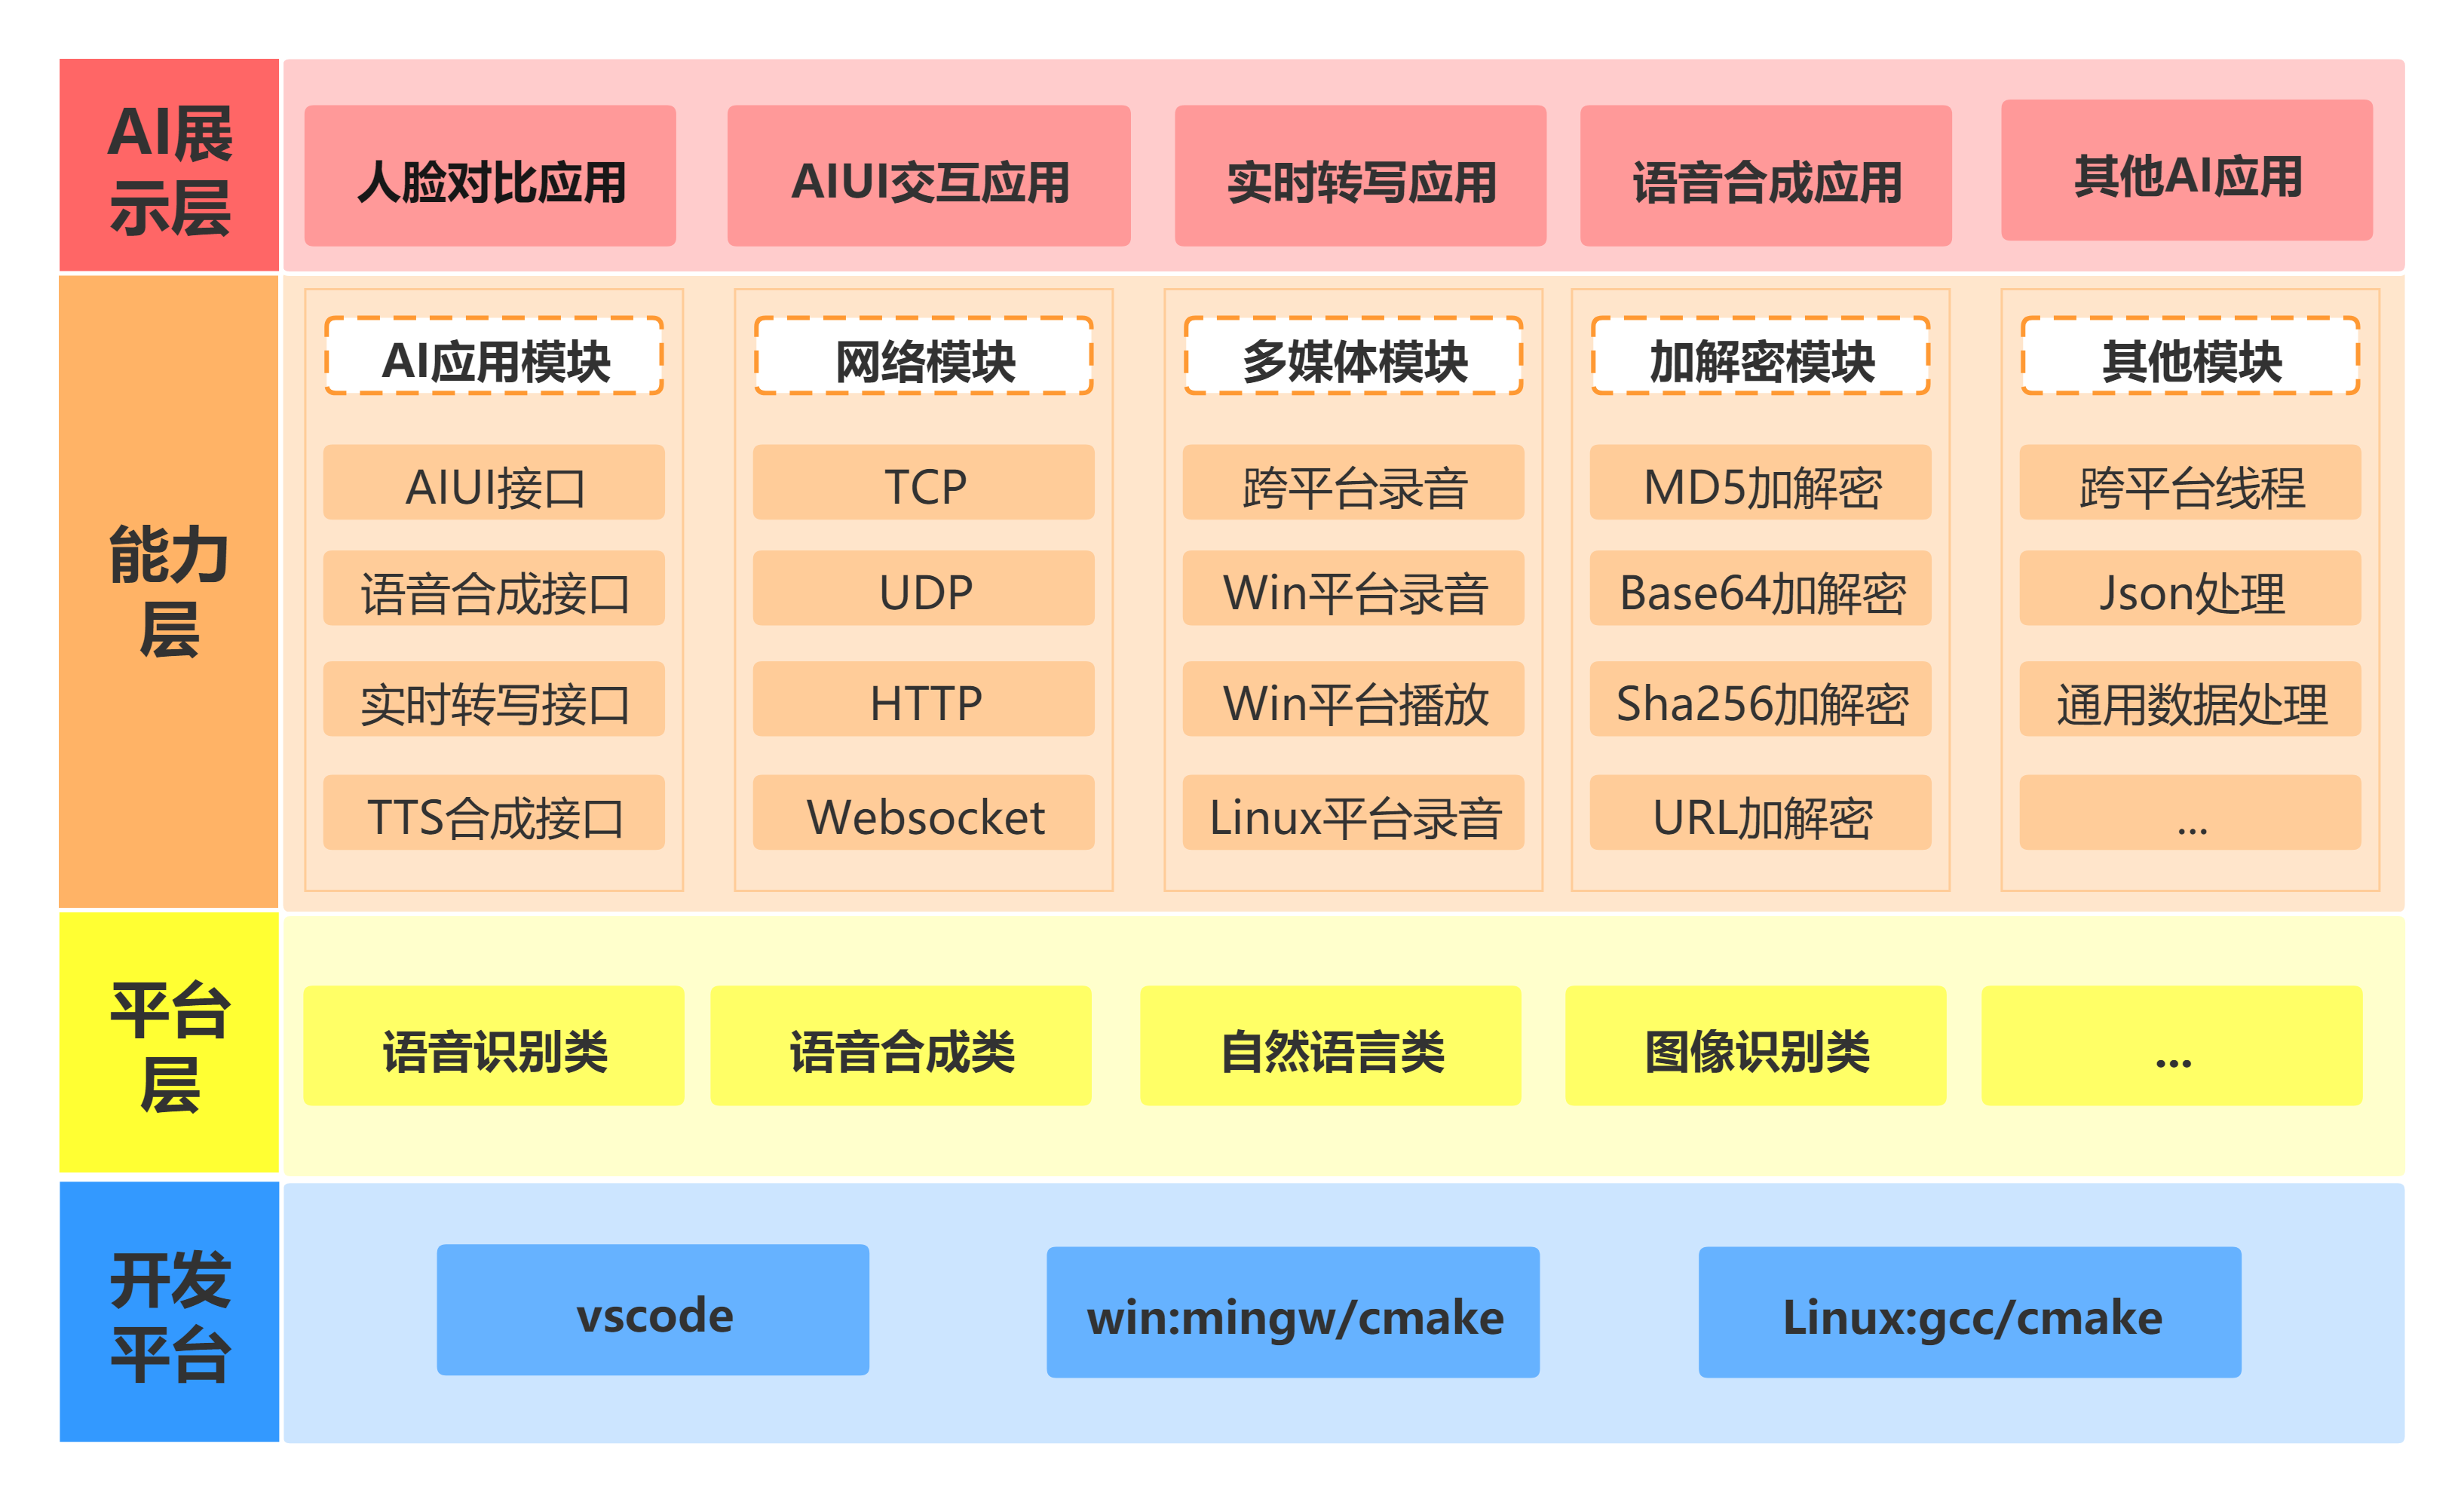 AI展
示层
人脸对比应用
AIUI交互应用
实时转写应用
语音合成应用
其他AI应用
能力
层
AI应用模块
AIUI接口
语音合成接口
实时转写接口
TTS合成接口
网络模块
TCP
UDP
HTTP
Websocket
多媒体模块
跨平台录音
Win平台录音
Win平台播放
Linux平台录音
加解密模块
MD5加解密
Base64加解密
Sha256加解密
URL加解密
其他模块
跨平台线程
Json处理
通用数据处理
...
平台
层
语音识别类
语音合成类
自然语言类
图像识别类
...
开发
平台
vscode
win:mingw/cmake
Linux:gcc/cmake